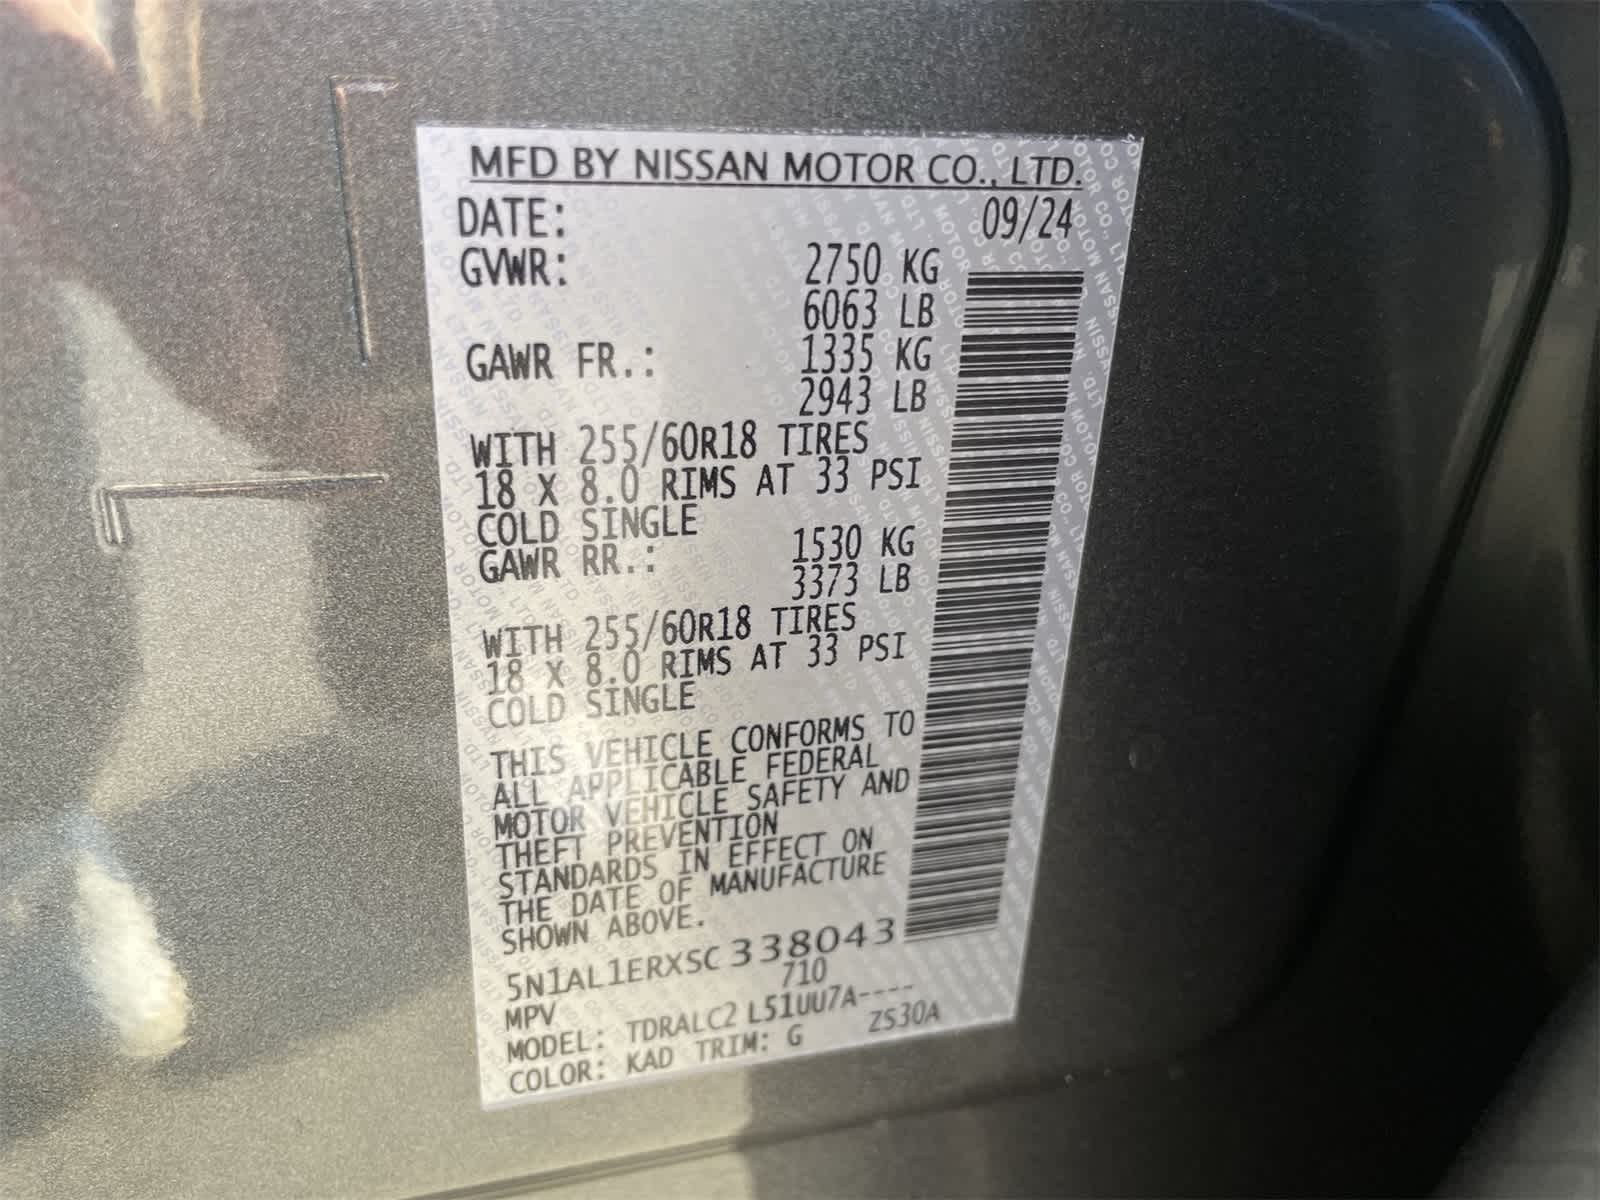 MFD BY NISSAN MOTOR CO., LTD.
DATE: 09/24
GVWR: 2750 KG
6063 LB
GAWR FR.: 1335 KG
2943 LB
WITH 255/60R18 TIRES
18 X 8.0 RIMS AT 33 PSI
COLD SINGLE
GAWR RR.: 1530 KG
3373 LB
WITH 255/60R18 TIRES
18 X 8.0 RIMS AT 33 PSI
COLD SINGLE
THIS VEHICLE CONFORMS TO
ALL APPLICABLE FEDERAL
MOTOR VEHICLE SAFETY AND
THEFT PREVENTION
STANDARDS IN EFFECT ON
THE DATE OF MANUFACTURE
SHOWN ABOVE.
5N1AL1ERXSC338043
MPV 710
MODEL: TDRALC2 L51UU7A----
COLOR: KAD TRIM: G ZS30A